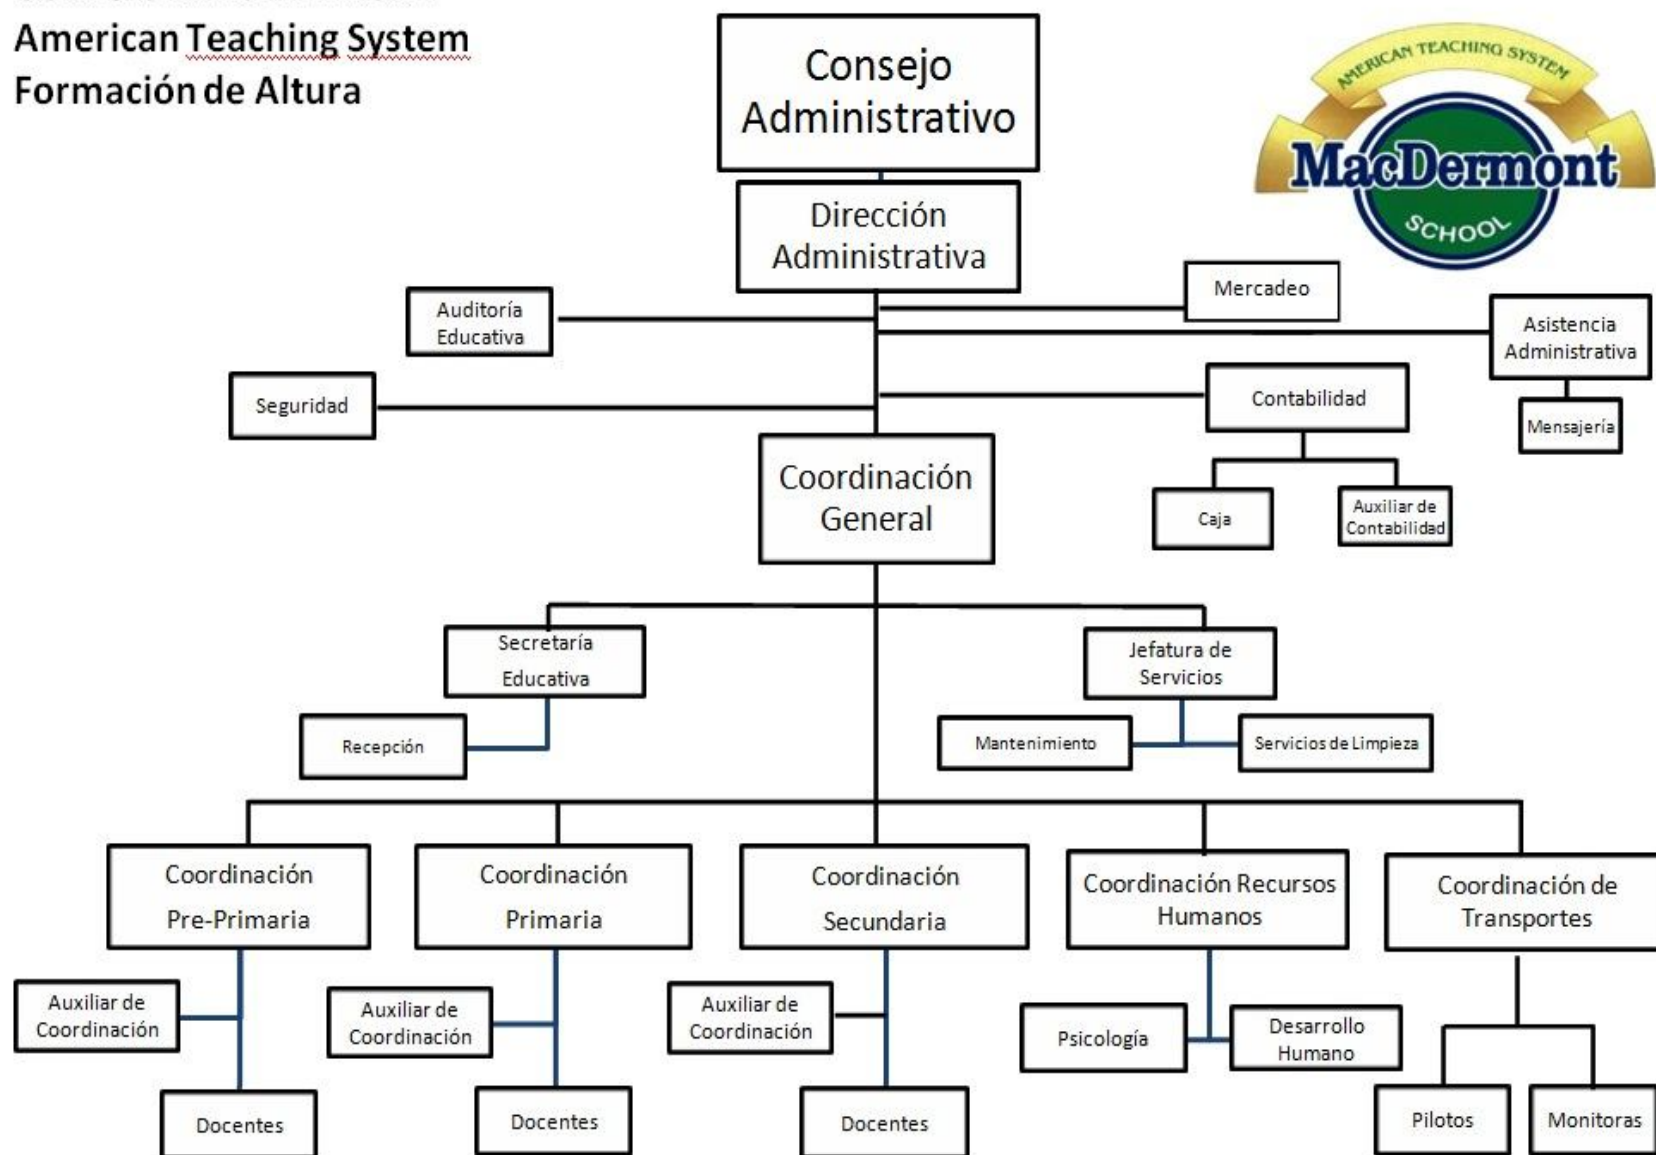 American Teaching System
Formación de Altura
Consejo
Administrativo
AMERICAN TEACHING SYSTEM
MacDermont
SCHOOL
Dirección
Administrativa
Auditoría
Educativa
Mercadeo
Asistencia
Administrativa
Seguridad
Contabilidad
Mensajería
Coordinación
General
Caja
Auxiliar de
Contabilidad
Secretaría
Educativa
Jefatura de
Servicios
Recepción
Mantenimiento
Servicios de Limpieza
Coordinación
Pre-Primaria
Coordinación
Primaria
Coordinación
Secundaria
Coordinación Recursos
Humanos
Coordinación de
Transportes
Auxiliar de
Coordinación
Auxiliar de
Coordinación
Auxiliar de
Coordinación
Psicología
Desarrollo
Humano
Docentes
Docentes
Docentes
Pilotos
Monitoras